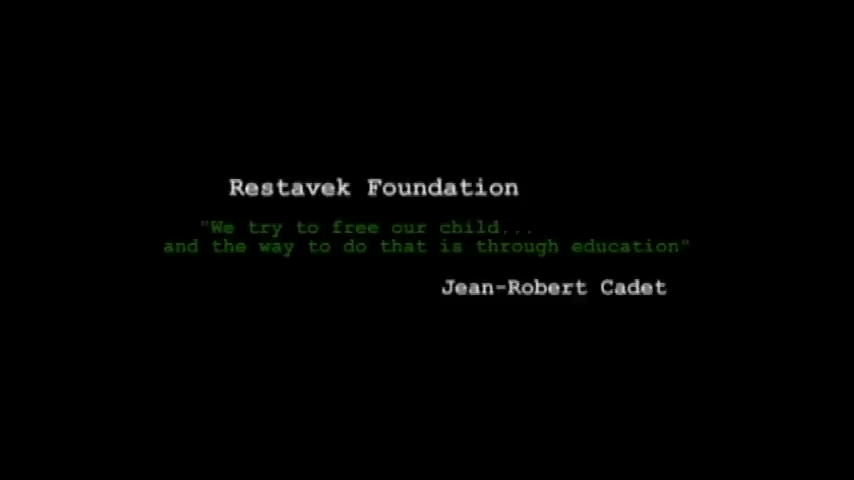 Restavek Foundation
"We try to free our child...
and the way to do that is through education"
Jean-Robert Cadet